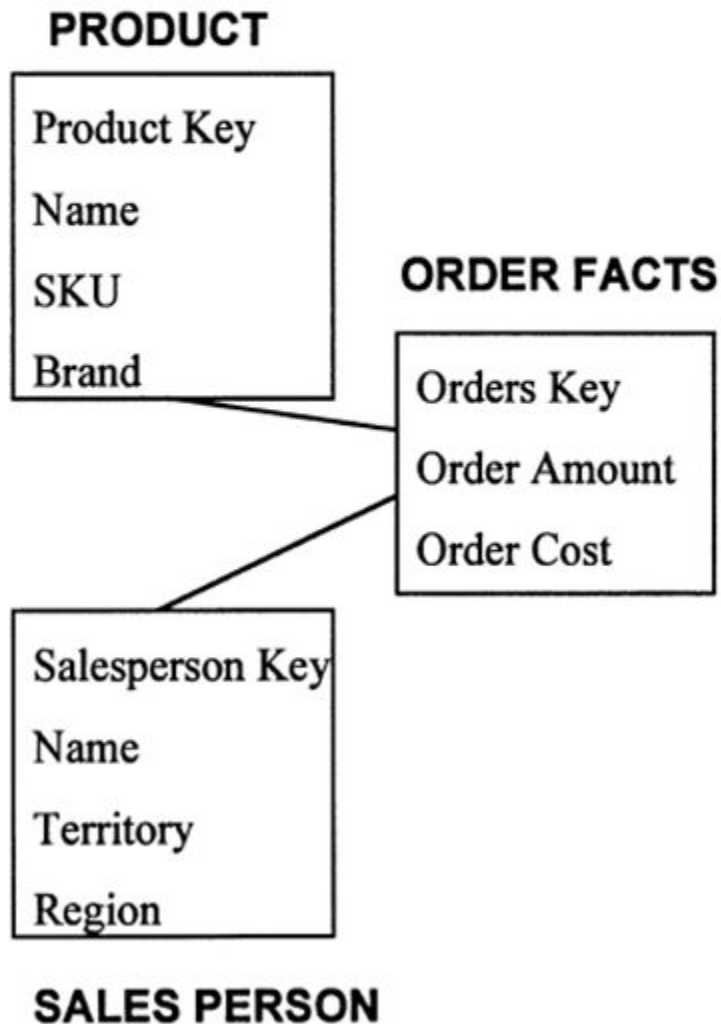 PRODUCT
Product Key
Name
SKU
Brand
ORDER FACTS
Orders Key
Order Amount
Order Cost
Salesperson Key
Name
Territory
Region
SALES PERSON